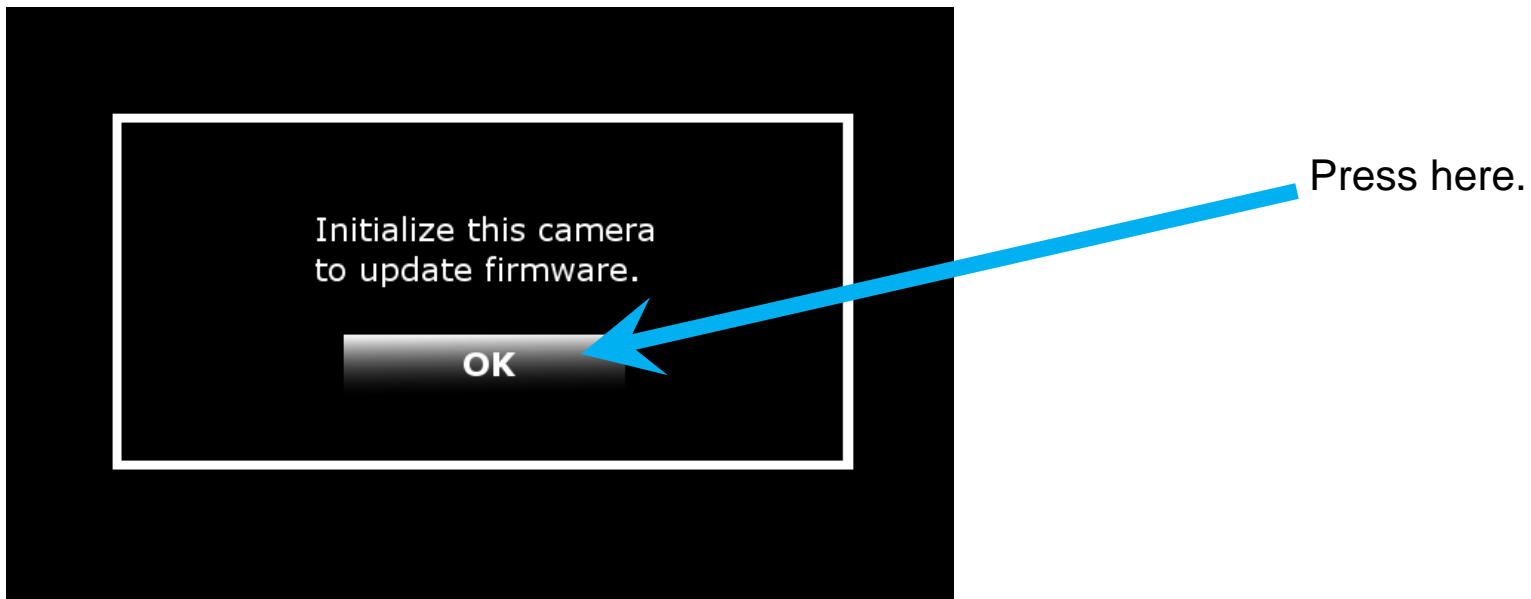 Initialize this camera
to update firmware.
OK
Press here.